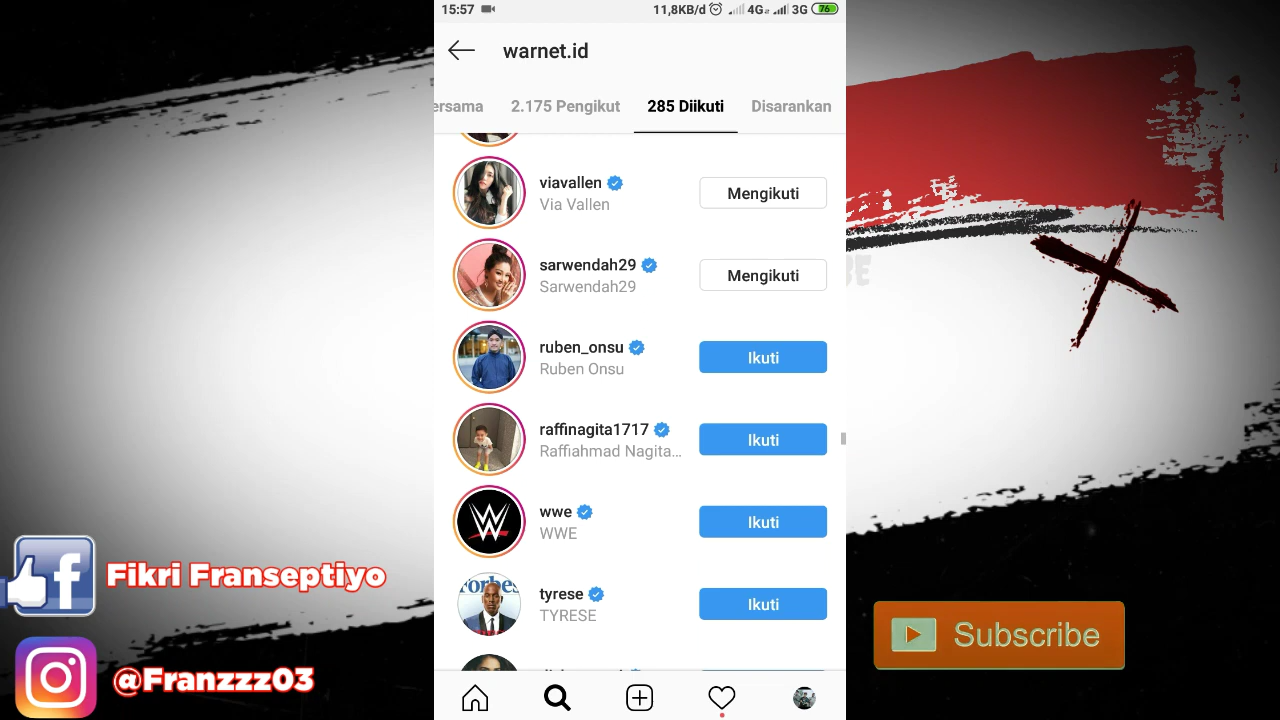 15:57
11,8KB/d 4G 3G 76
warnet.id
ersama 2.175 Pengikut 285 Diikuti Disarankan
viavallen
Via Vallen
Mengikuti
sarwendah29
Sarwendah29
Mengikuti
ruben_onsu
Ruben Onsu
Ikuti
raffinagita1717
Raffiahmad Nagita...
Ikuti
wwe
WWE
Ikuti
Forbes
tyrese
TYRESE
Ikuti
BE
Fikri Franseptiyo
@Franzzz03
Subscribe